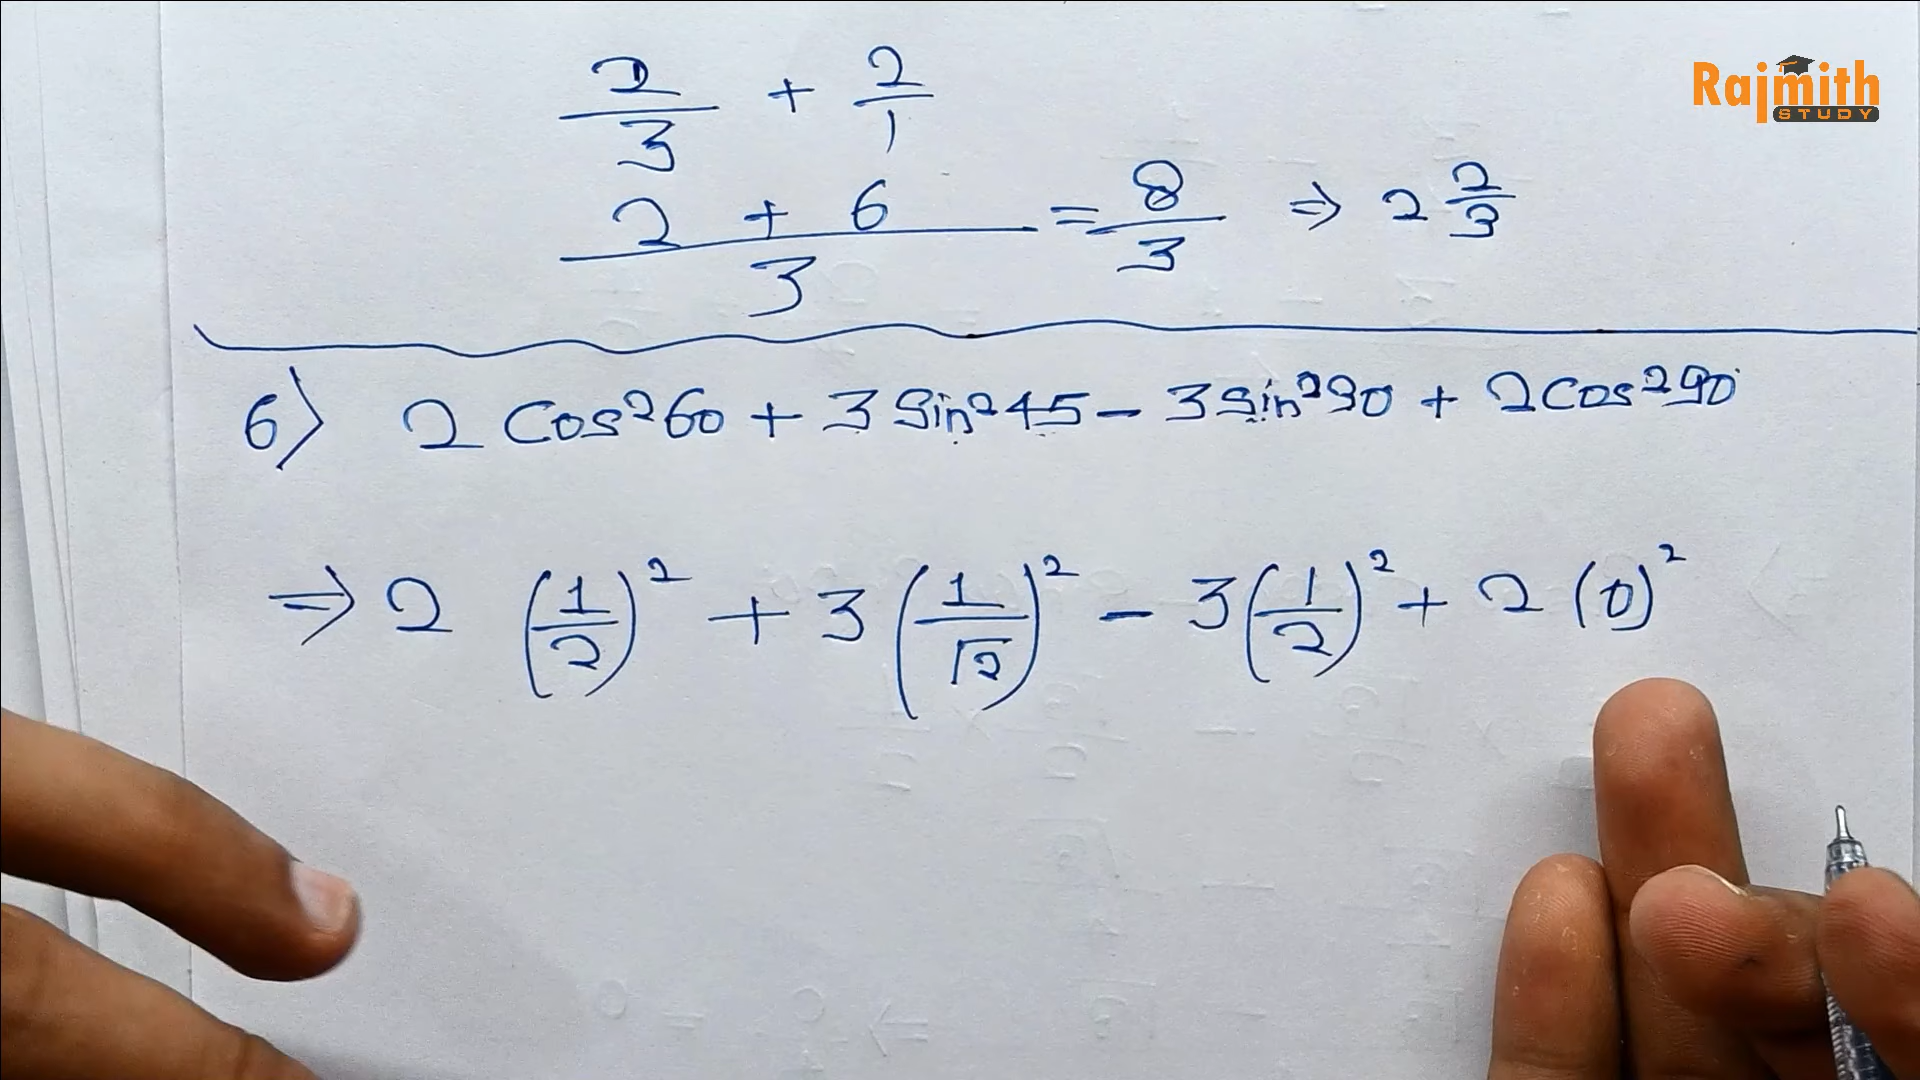 Rajmith
STUDY
2/3 + 2/1
(2 + 6)/3 = 8/3 ⇒ 2 2/3
6) 2 Cos²60 + 3 Sin²45 - 3 Sin²30 + 2 Cos²90
⇒ 2 (1/2)² + 3 (1/√2)² - 3 (1/2)² + 2 (0)²